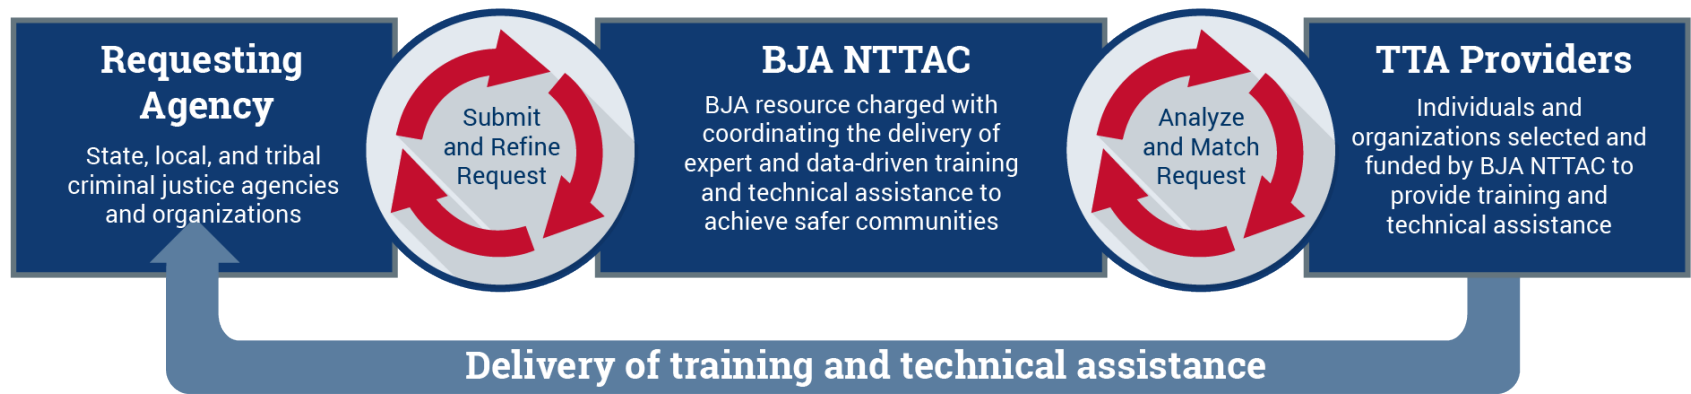 Requesting
Agency
State, local, and tribal
criminal justice agencies
and organizations
Submit
and Refine
Request
BJA NTTAC
BJA resource charged with
coordinating the delivery of
expert and data-driven training
and technical assistance to
achieve safer communities
Analyze
and Match
Request
TTA Providers
Individuals and
organizations selected and
funded by BJA NTTAC to
provide training and
technical assistance
Delivery of training and technical assistance